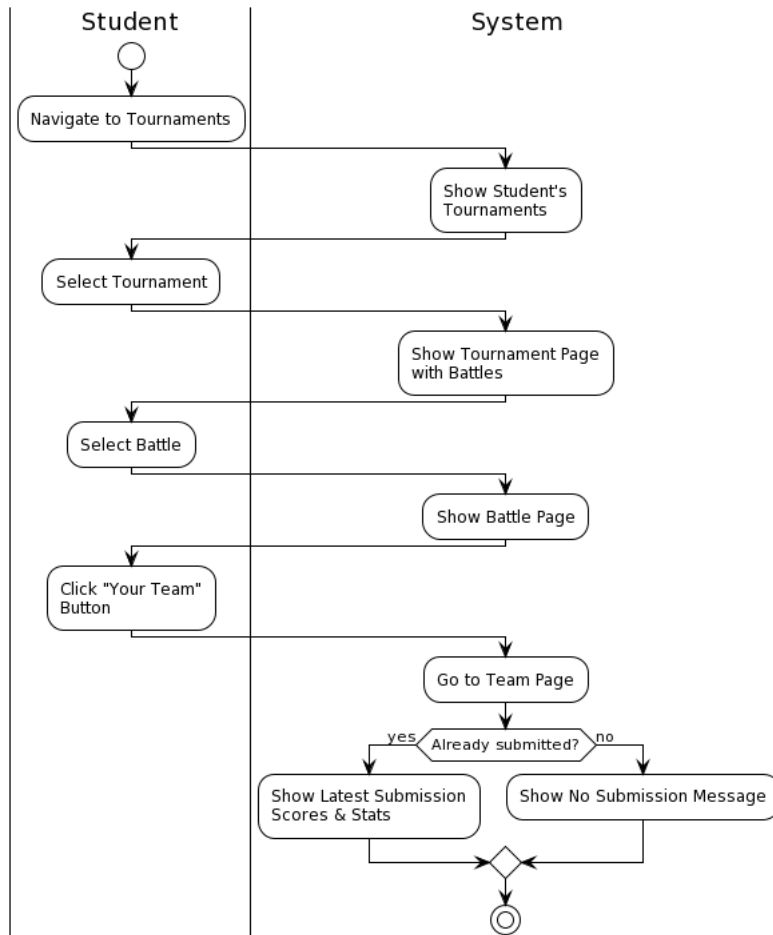 Student
System
Navigate to Tournaments
Show Student's
Tournaments
Select Tournament
Show Tournament Page
with Battles
Select Battle
Show Battle Page
Click "Your Team"
Button
Go to Team Page
yes
Already submitted?
no
Show Latest Submission
Scores & Stats
Show No Submission Message